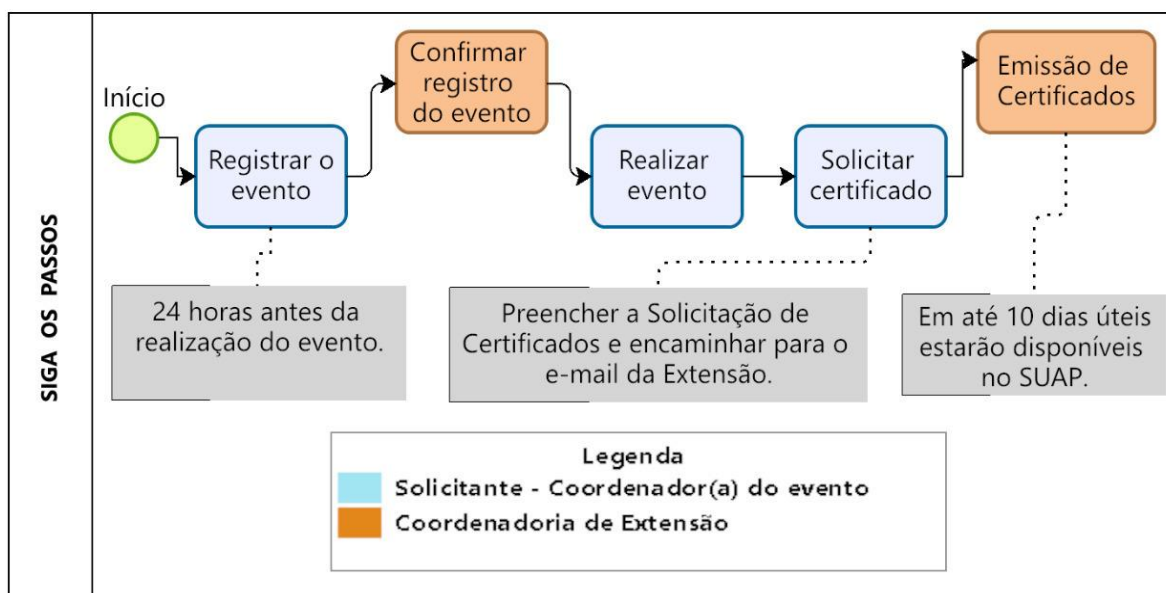 SIGA OS PASSOS
Início
Registrar o
evento
Confirmar
registro
do evento
Realizar
evento
Solicitar
certificado
Emissão de
Certificados
24 horas antes da
realização do evento.
Preencher a Solicitação de
Certificados e encaminhar para o
e-mail da Extensão.
Em até 10 dias úteis
estarão disponíveis
no SUAP.
Legenda
Solicitante - Coordenador(a) do evento
Coordenadoria de Extensão